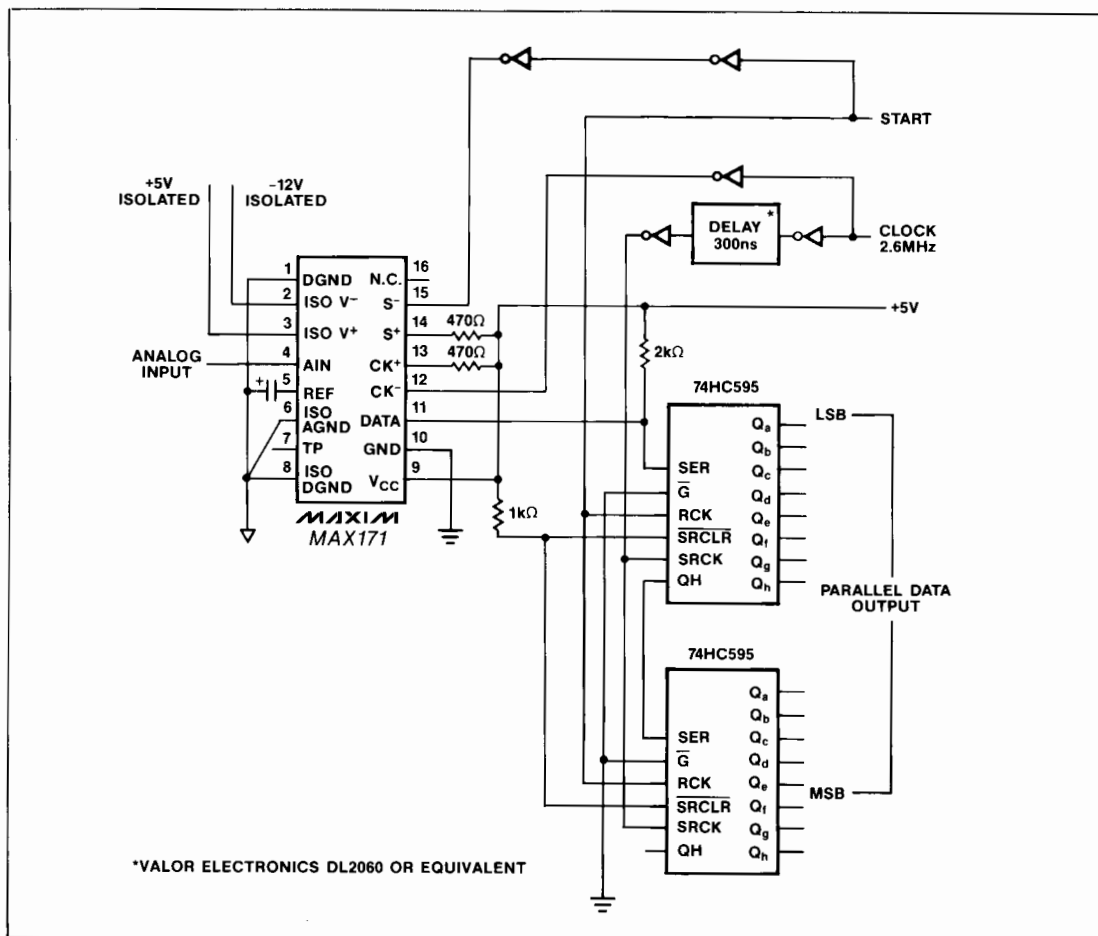 START
+5V
ISOLATED
-12V
ISOLATED
DELAY *
300ns
CLOCK
2.6MHz
+5V
1 DGND
2 ISO V-
3 ISO V+
4 AIN
5 REF
6 ISO
AGND
7 TP
8 ISO
DGND
N.C. 16
S- 15
S+ 14
CK+ 13
CK- 12
DATA 11
GND 10
VCC 9
470Ω
470Ω
2kΩ
1kΩ
ANALOG
INPUT
+
MAXIM
MAX171
74HC595
SER
G̅
RCK
S̅R̅C̅L̅R̅
SRCK
QH
Qa
Qb
Qc
Qd
Qe
Qf
Qg
Qh
LSB
PARALLEL DATA
OUTPUT
MSB
74HC595
SER
G̅
RCK
S̅R̅C̅L̅R̅
SRCK
QH
Qa
Qb
Qc
Qd
Qe
Qf
Qg
Qh
*VALOR ELECTRONICS DL2060 OR EQUIVALENT